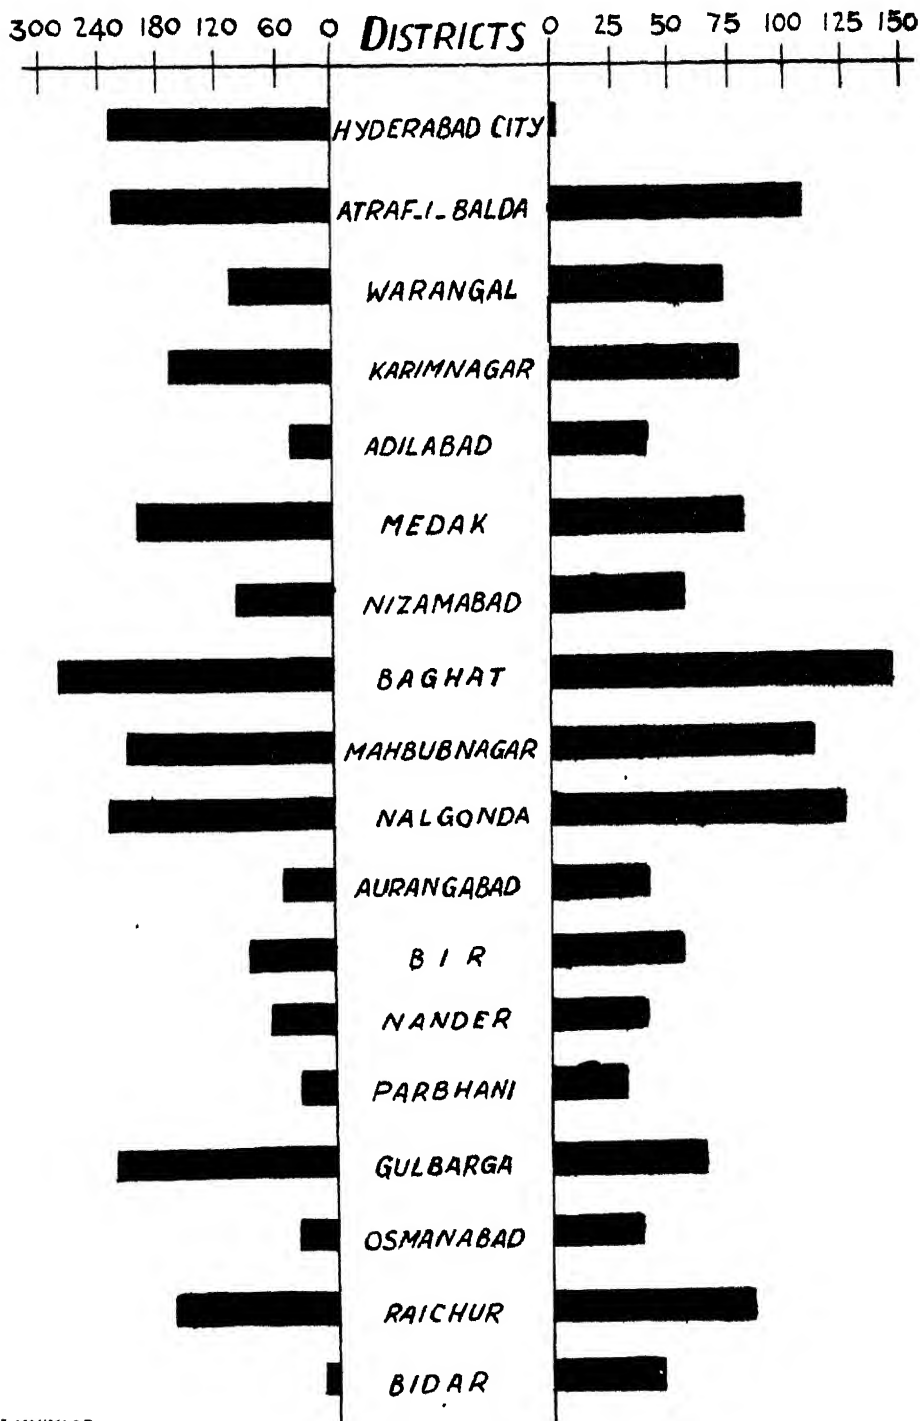 300 240 180 120 60 0 DISTRICTS 0 25 50 75 100 125 150
HYDERABAD CITY
ATRAF-I-BALDA
WARANGAL
KARIMNAGAR
ADILABAD
MEDAK
NIZAMABAD
BAGHAT
MAHBUBNAGAR
NALGONDA
AURANGABAD
BIR
NANDER
PARBHANI
GULBARGA
OSMANABAD
RAICHUR
BIDAR